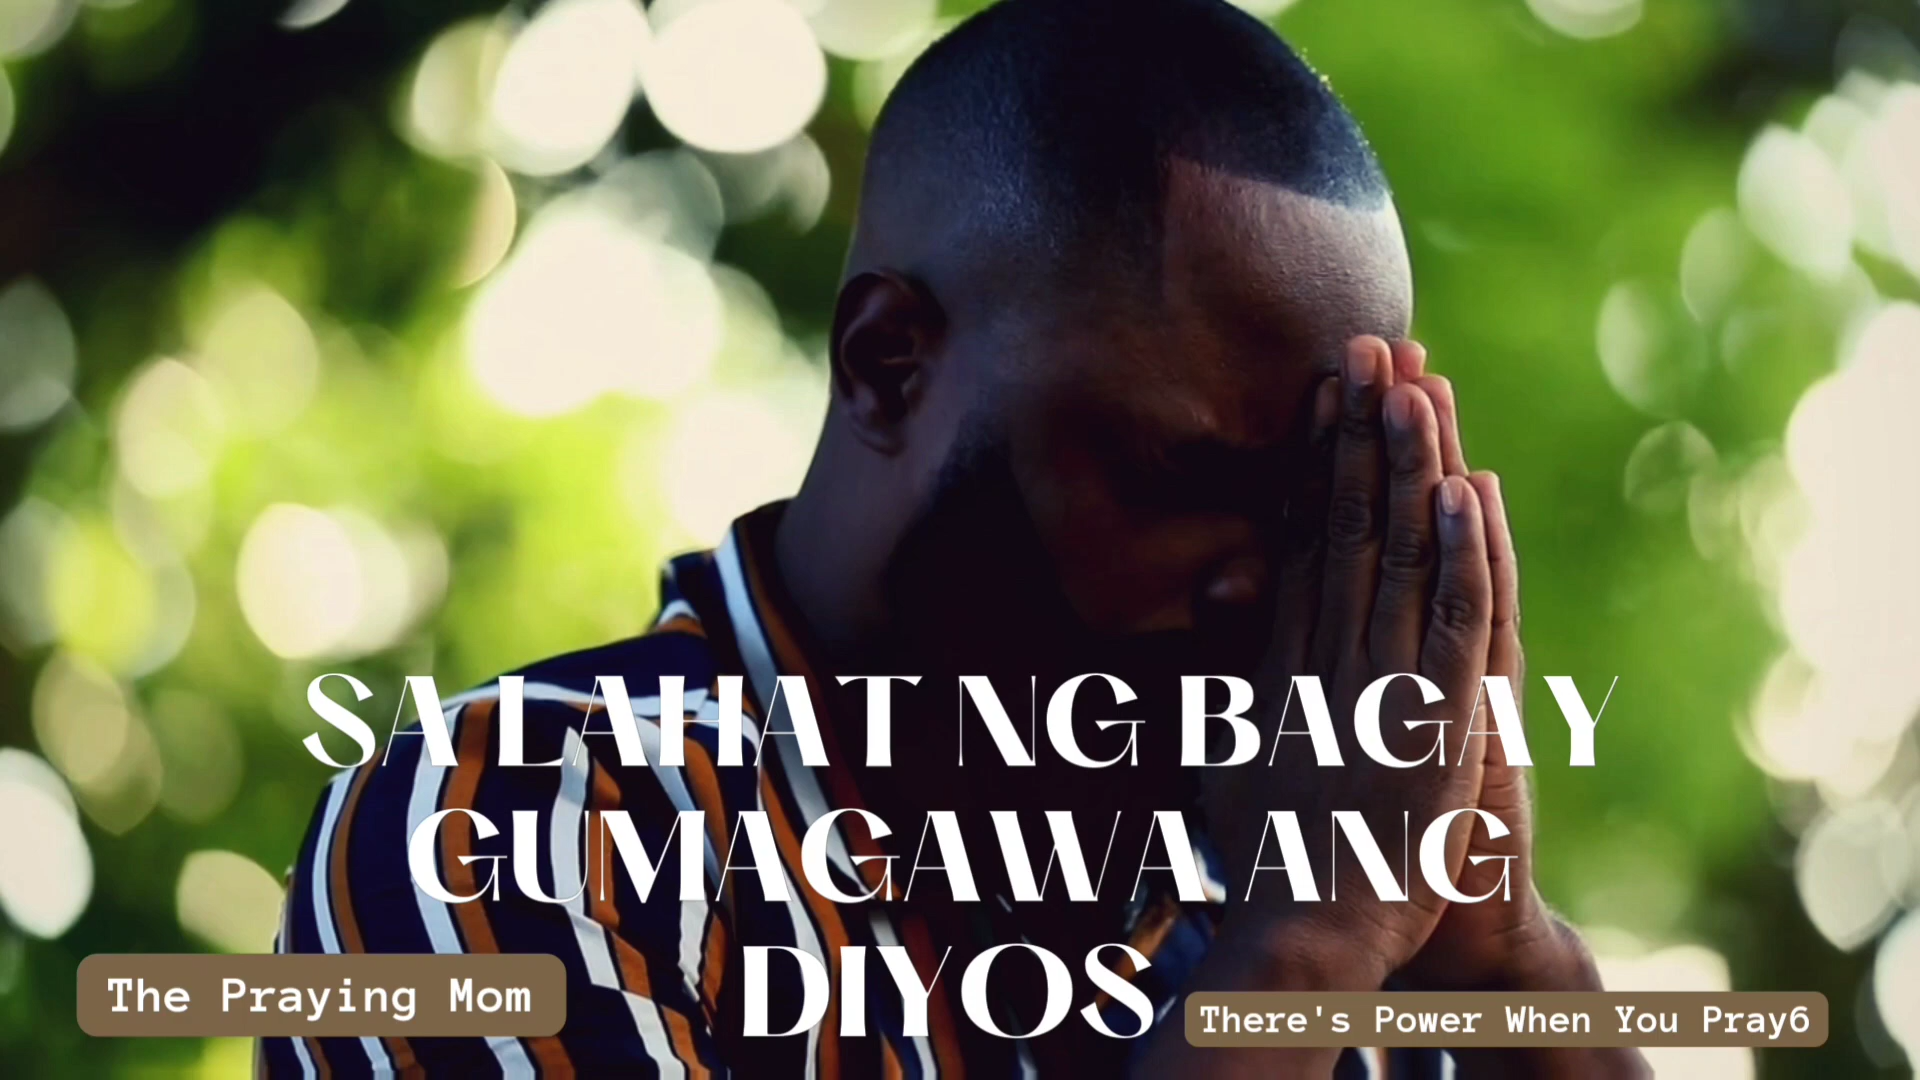 SA LAHAT NG BAGAY
GUMAGAWA ANG
DIYOS
The Praying Mom
There's Power When You Pray6